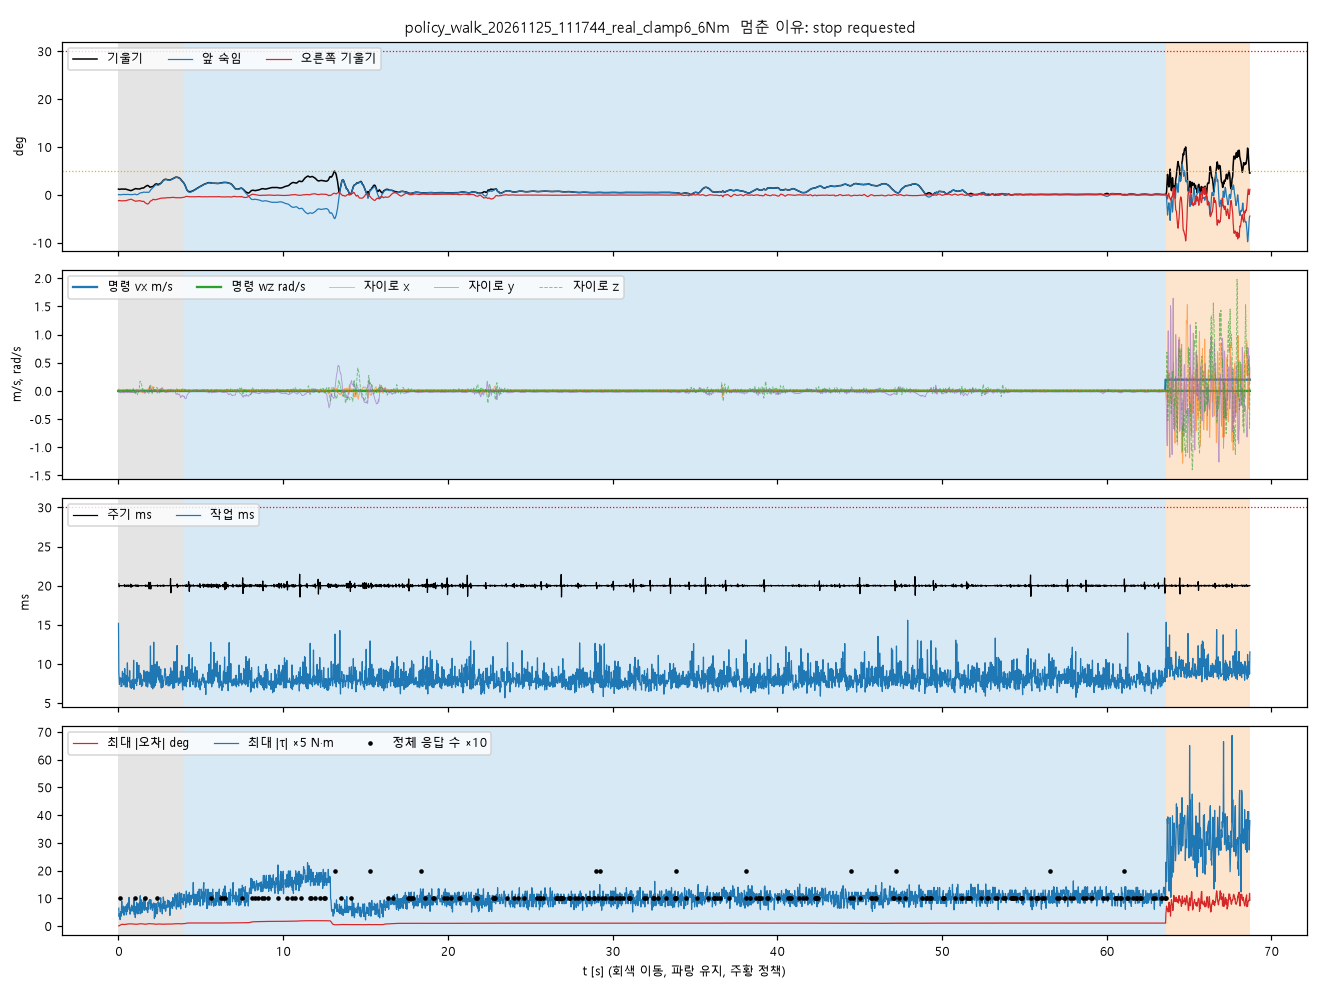 policy_walk_20261125_111744_real_clamp6_6Nm 멈춘 이유: stop requested
기울기 앞 숙임 오른쪽 기울기
30
20
10
0
-10
deg
명령 vx m/s 명령 wz rad/s 자이로 x 자이로 y 자이로 z
2.0
1.5
1.0
0.5
0.0
-0.5
-1.0
-1.5
m/s, rad/s
주기 ms 작업 ms
30
25
20
15
10
5
ms
최대 |오차| deg 최대 |τ| ×5 N·m 정체 응답 수 ×10
70
60
50
40
30
20
10
0
0 10 20 30 40 50 60 70
t [s] (회색 이동, 파랑 유지, 주황 정책)